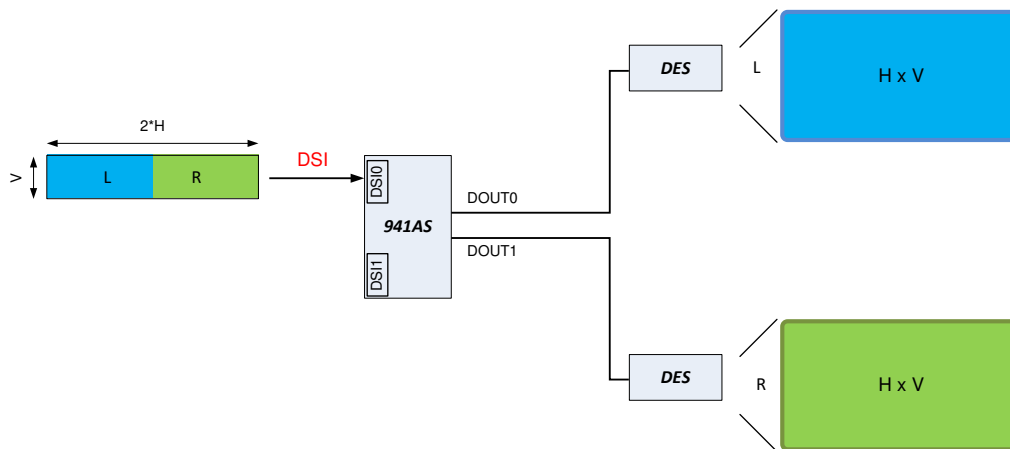 DES
L
H x V
2*H
DSI
V
L
R
DSI0
DOUT0
941AS
DOUT1
DSI1
DES
R
H x V